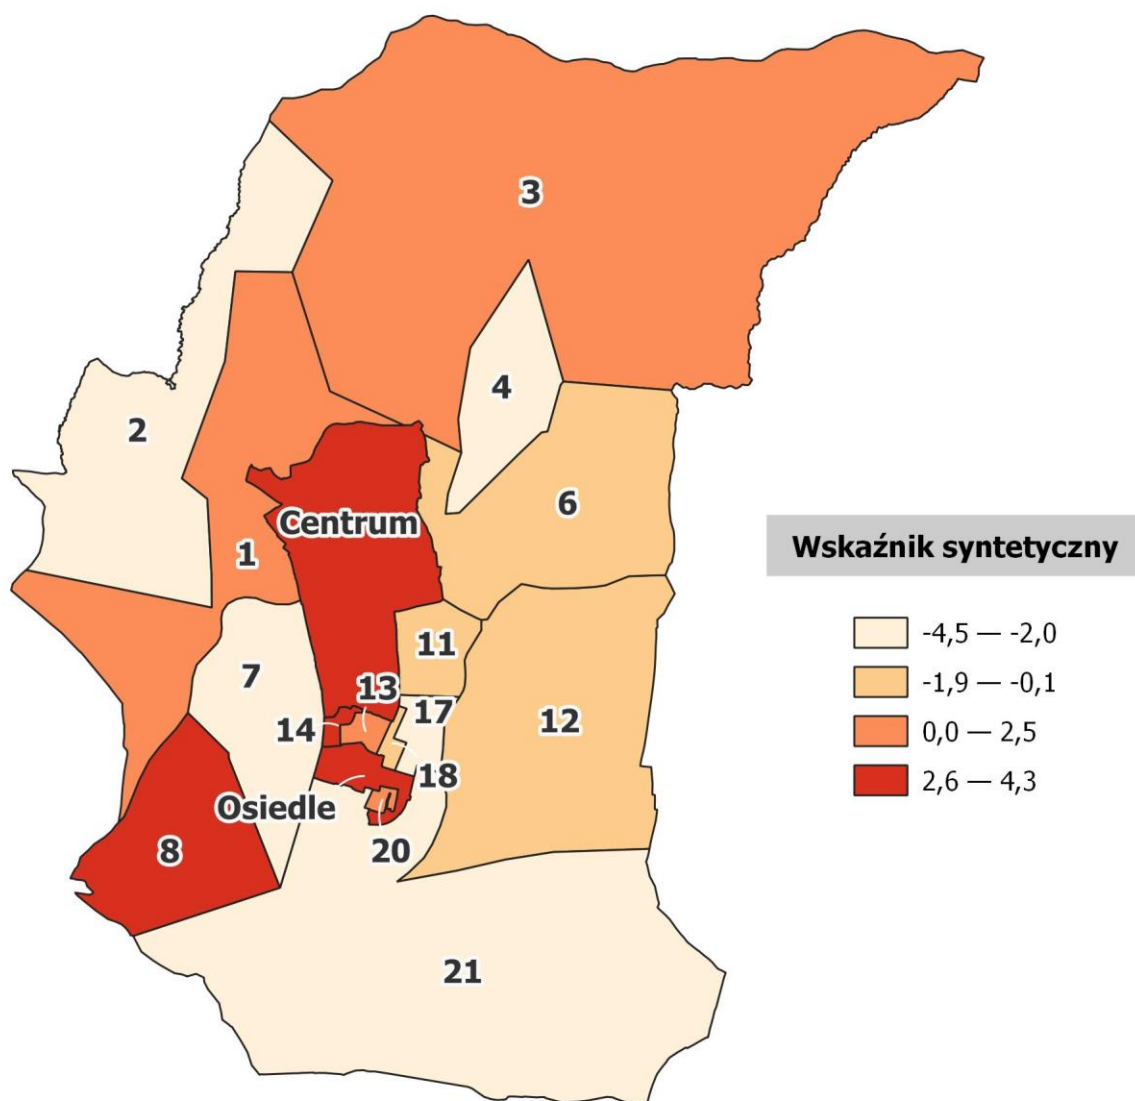 3
4
2
6
Centrum
1
Wskaźnik syntetyczny
-4,5 — -2,0
-1,9 — -0,1
0,0 — 2,5
2,6 — 4,3
11
7
13
17
12
14
18
Osiedle
8
20
21